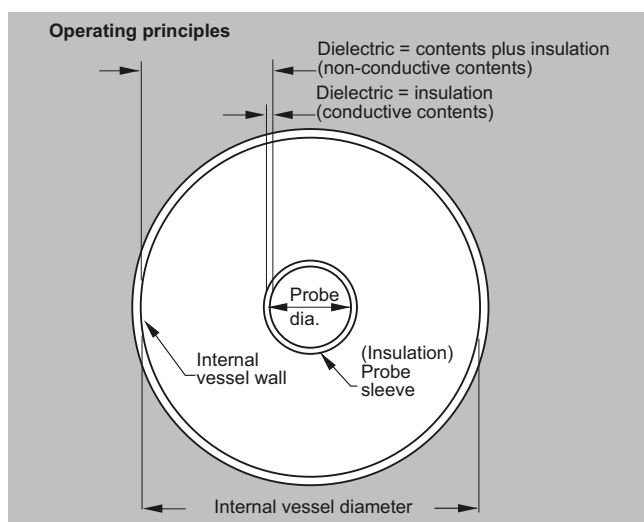 Operating principles
Dielectric = contents plus insulation
(non-conductive contents)
Dielectric = insulation
(conductive contents)
Probe
dia.
Internal
vessel wall
(Insulation)
Probe
sleeve
Internal vessel diameter